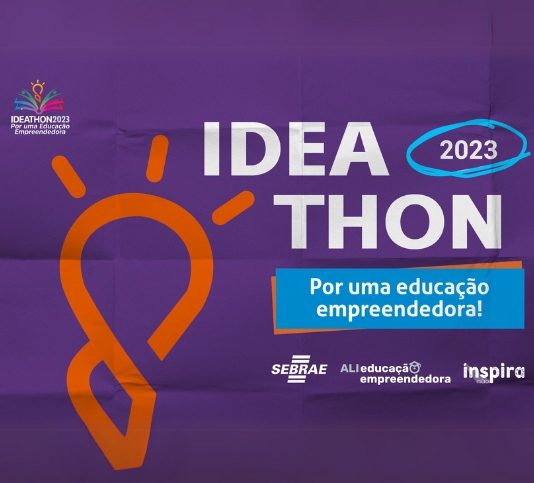 IDEATHON2023
Por uma Educação
Empreendedora
IDEA
2023
THON
Por uma educação
empreendedora!
SEBRAE
ALI educação
empreendedora
inspira